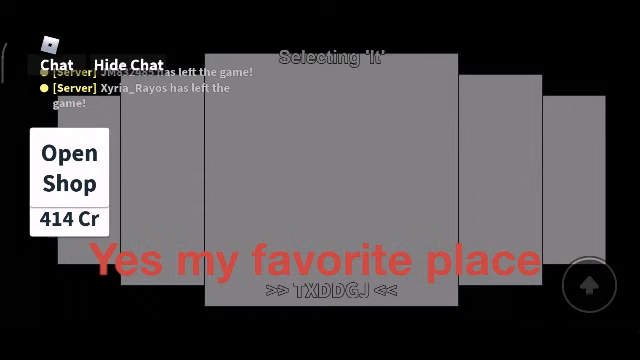 Selecting 'It'
Chat Hide Chat
[Server] JM832485 has left the game!
[Server] Xyria_Rayos has left the
game!
Open
Shop
414 Cr
Yes my favorite place
>> TXDDGJ <<